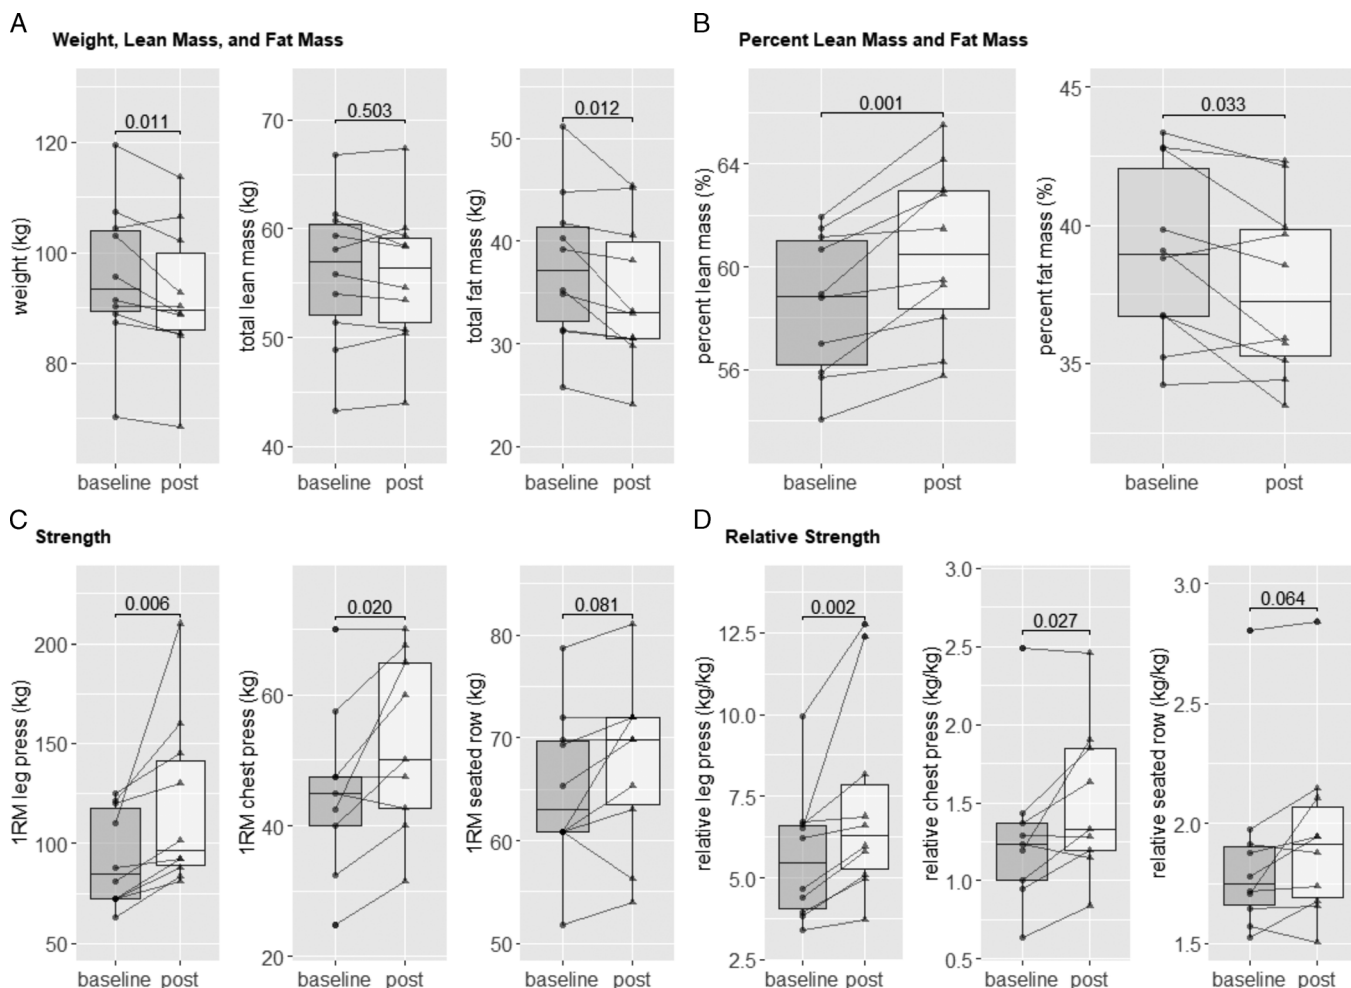 A
Weight, Lean Mass, and Fat Mass
weight (kg)
120
100
80
0.011
baseline post
total lean mass (kg)
70
60
50
40
0.503
baseline post
total fat mass (kg)
50
40
30
20
0.012
baseline post
B
Percent Lean Mass and Fat Mass
percent lean mass (%)
64
60
56
0.001
baseline post
percent fat mass (%)
45
40
35
0.033
baseline post
C
Strength
1RM leg press (kg)
200
150
100
50
0.006
baseline post
1RM chest press (kg)
60
40
20
0.020
baseline post
1RM seated row (kg)
80
70
60
50
0.081
baseline post
D
Relative Strength
relative leg press (kg/kg)
12.5
10.0
7.5
5.0
2.5
0.002
baseline post
relative chest press (kg/kg)
3.0
2.5
2.0
1.5
1.0
0.5
0.027
baseline post
relative seated row (kg/kg)
3.0
2.5
2.0
1.5
0.064
baseline post